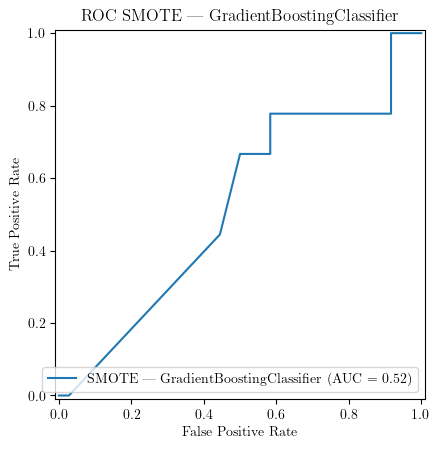 ROC SMOTE — GradientBoostingClassifier
1.0
0.8
0.6
0.4
0.2
0.0
True Positive Rate
SMOTE — GradientBoostingClassifier (AUC = 0.52)
0.0 0.2 0.4 0.6 0.8 1.0
False Positive Rate